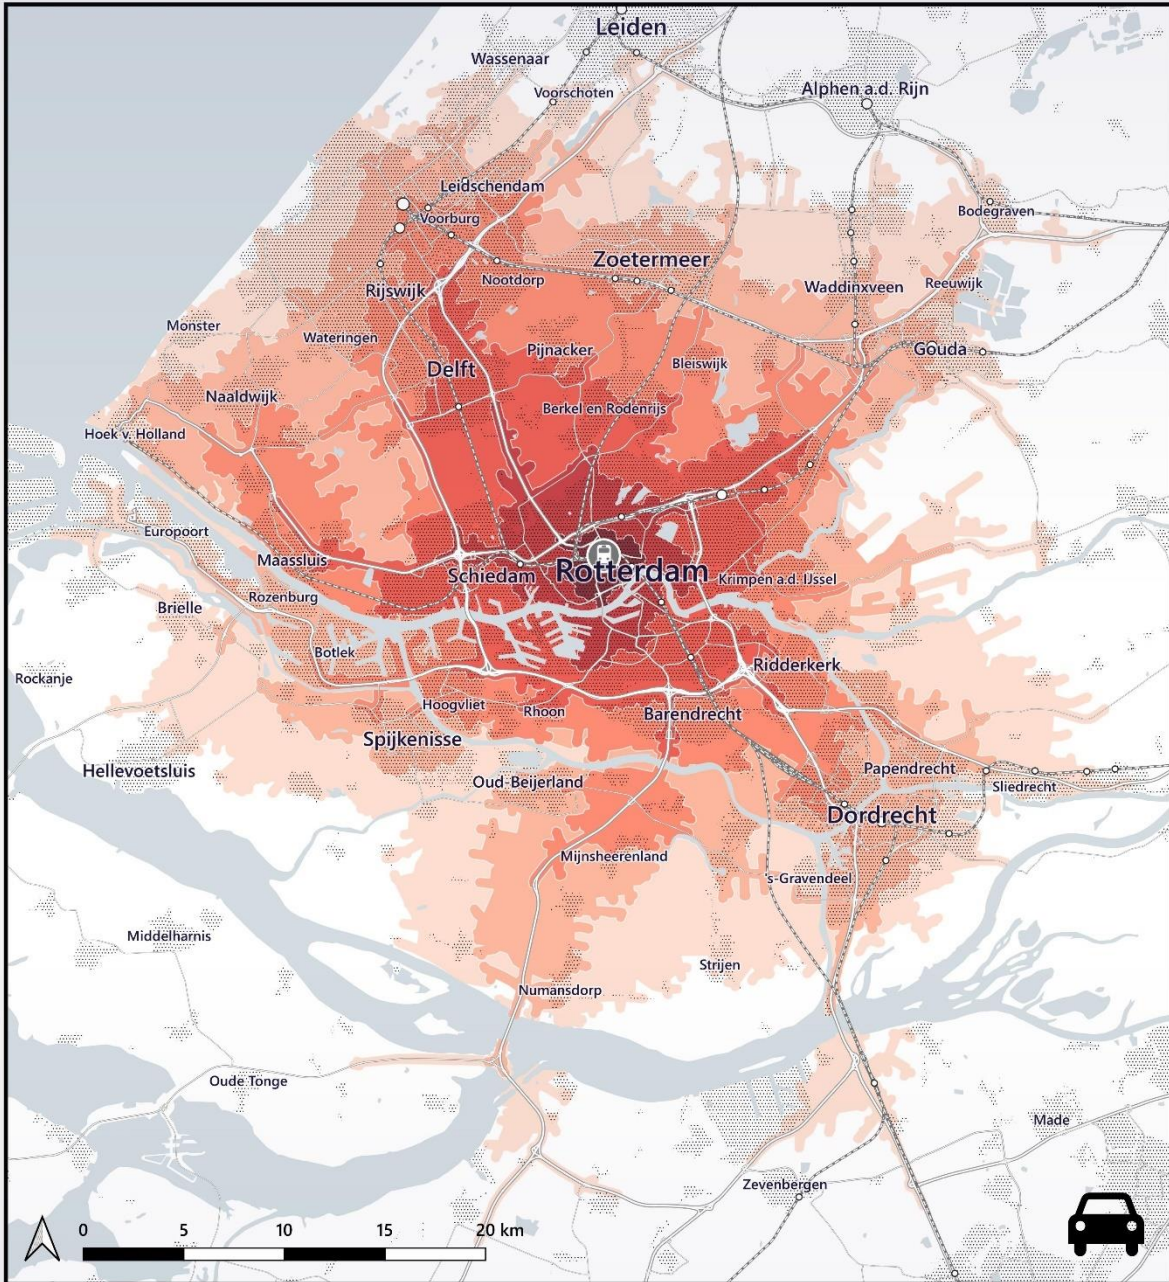 Leiden
Wassenaar
Voorschoten
Alphen a.d. Rijn
Leidschendam
Voorburg
Bodegraven
Zoetermeer
Nootdorp
Rijswijk
Waddinxveen
Reeuwijk
Monster
Wateringen
Pijnacker
Gouda
Delft
Bleiswijk
Naaldwijk
Berkel en Rodenrijs
Hoek v. Holland
Europoort
Maassluis
Schiedam
Rotterdam
Krimpen a.d. IJssel
Rozenburg
Brielle
Botlek
Ridderkerk
Rockanje
Hoogvliet
Rhoon
Barendrecht
Spijkenisse
Hellevoetsluis
Papendrecht
Oud-Beijerland
Sliedrecht
Dordrecht
Mijnsheerenland
's-Gravendeel
Middelharnis
Strijen
Numansdorp
Oude Tonge
Made
Zevenbergen
0 5 10 15 20 km